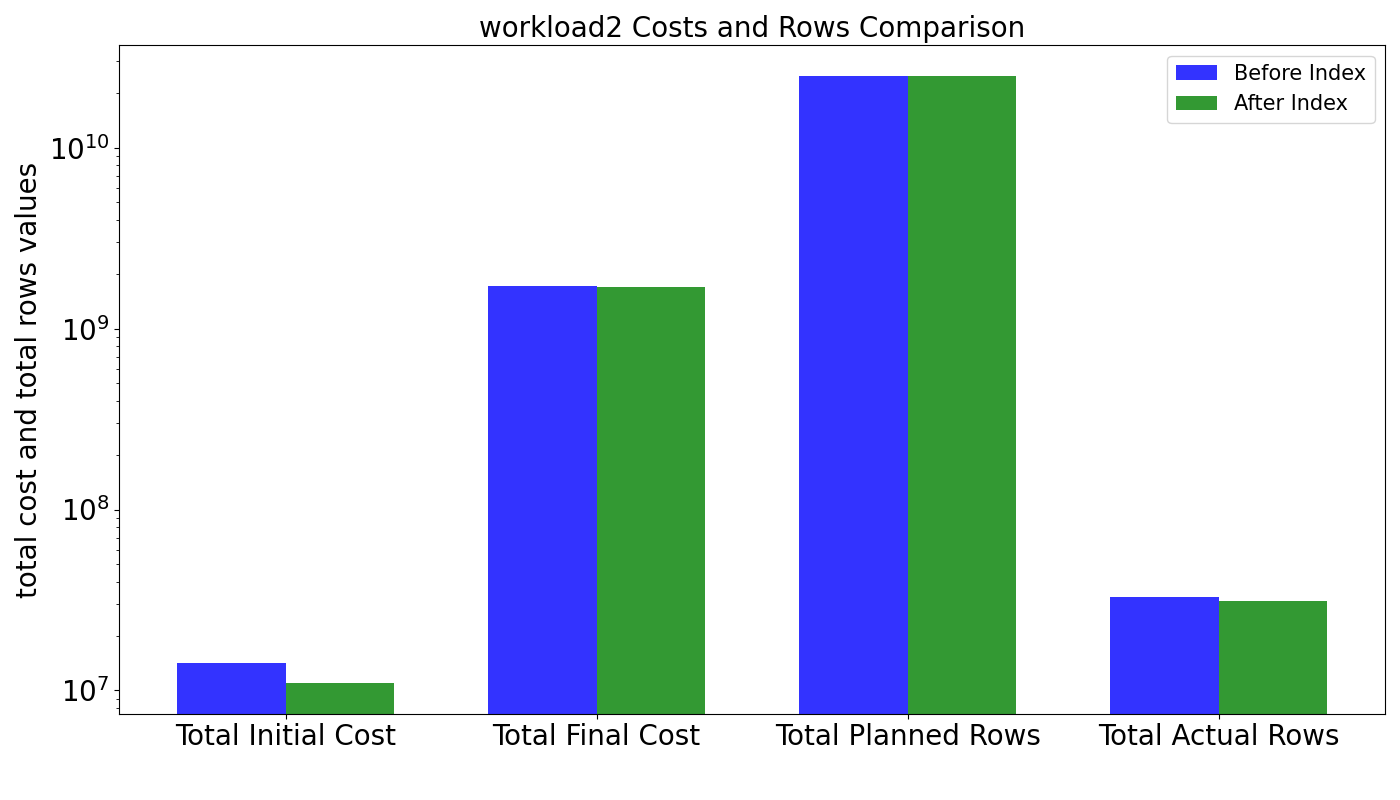 workload2 Costs and Rows Comparison
Before Index
After Index
total cost and total rows values
10^10
10^9
10^8
10^7
Total Initial Cost
Total Final Cost
Total Planned Rows
Total Actual Rows